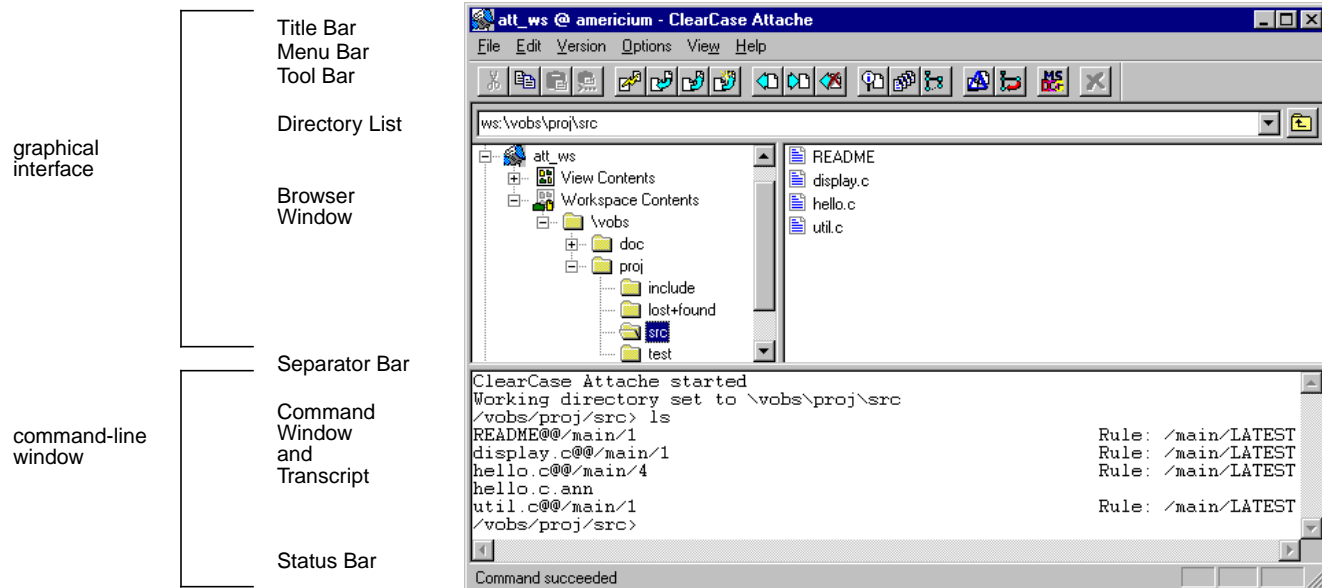 Title Bar
Menu Bar
Tool Bar
Directory List
graphical
interface
Browser
Window
Separator Bar
Command
Window
and
Transcript
command-line
window
Status Bar
att_ws @ americium - ClearCase Attache
File Edit Version Options View Help
MS
ws:\vobs\proj\src
att_ws
View Contents
Workspace Contents
\vobs
doc
proj
include
lost+found
src
test
README
display.c
hello.c
util.c
ClearCase Attache started
Working directory set to \vobs\proj\src
/vobs/proj/src> ls
README@@/main/1 Rule: /main/LATEST
display.c@@/main/1 Rule: /main/LATEST
hello.c@@/main/4 Rule: /main/LATEST
hello.c.ann
util.c@@/main/1 Rule: /main/LATEST
/vobs/proj/src>
Command succeeded